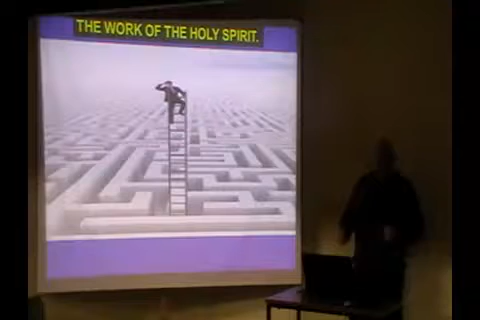 THE WORK OF THE HOLY SPIRIT.